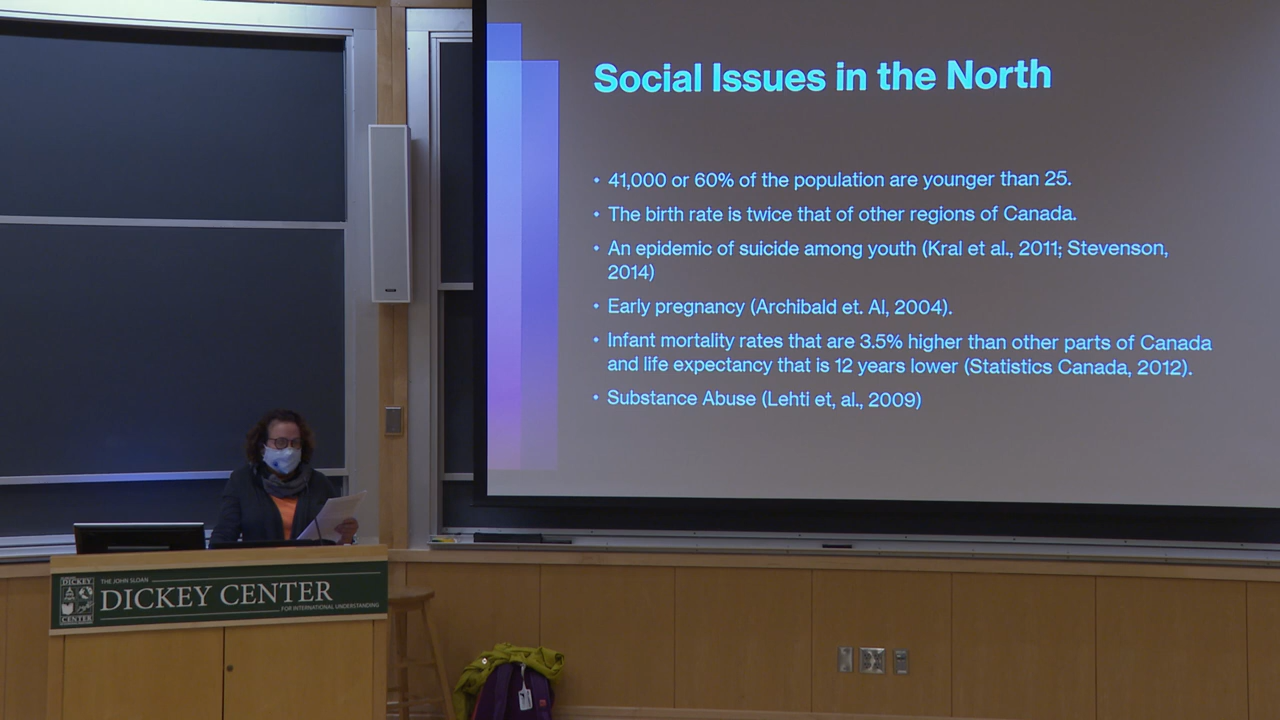 Social Issues in the North
• 41,000 or 60% of the population are younger than 25.
• The birth rate is twice that of other regions of Canada.
• An epidemic of suicide among youth (Kral et al., 2011; Stevenson,
2014)
• Early pregnancy (Archibald et. Al, 2004).
• Infant mortality rates that are 3.5% higher than other parts of Canada
and life expectancy that is 12 years lower (Statistics Canada, 2012).
• Substance Abuse (Lehti et, al., 2009)
DICKEY
CENTER
THE JOHN SLOAN
DICKEY CENTER
FOR INTERNATIONAL UNDERSTANDING